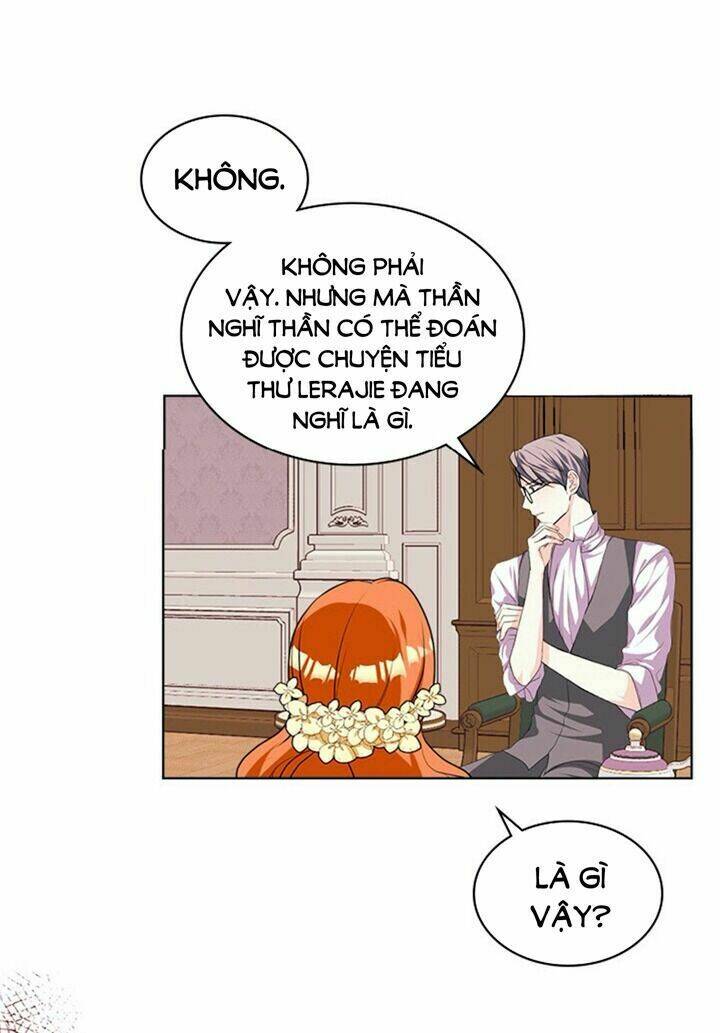 KHÔNG.
KHÔNG PHẢI
VẬY. NHƯNG MÀ THẦN
NGHĨ THẦN CÓ THỂ ĐOÁN
ĐƯỢC CHUYỆN TIỂU
THƯ LERAJIE ĐANG
NGHĨ LÀ GÌ.
LÀ GÌ
VẬY?